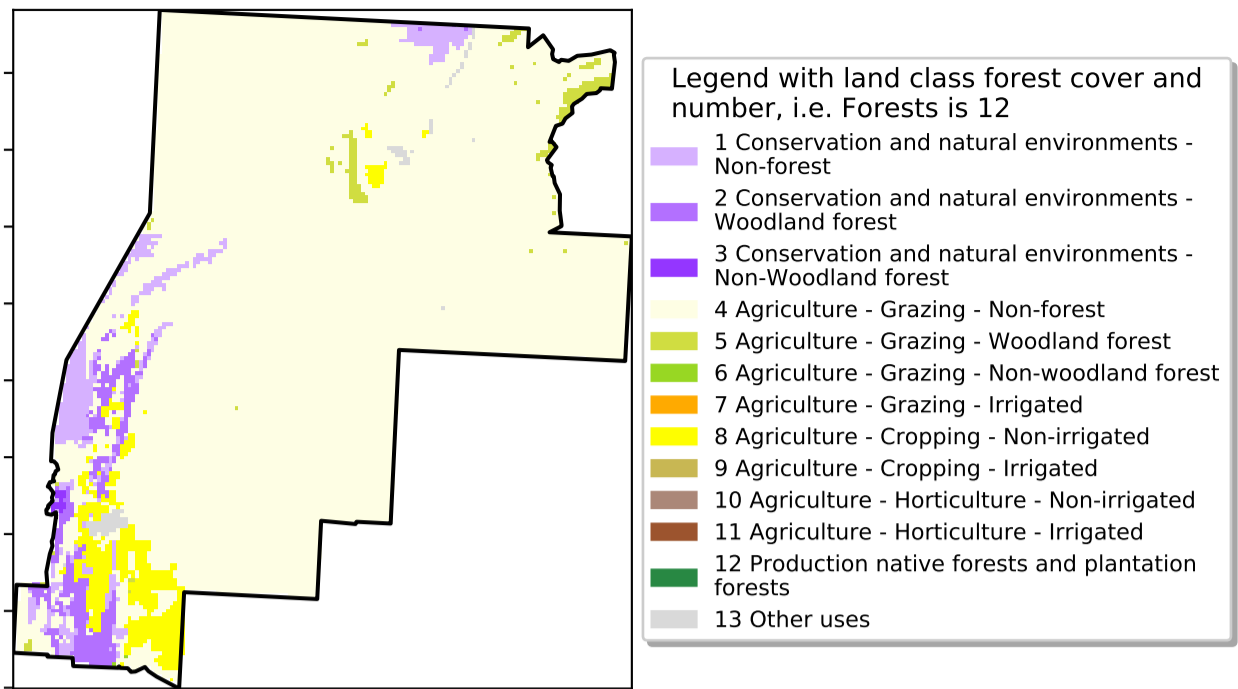 Legend with land class forest cover and
number, i.e. Forests is 12
1 Conservation and natural environments -
Non-forest
2 Conservation and natural environments -
Woodland forest
3 Conservation and natural environments -
Non-Woodland forest
4 Agriculture - Grazing - Non-forest
5 Agriculture - Grazing - Woodland forest
6 Agriculture - Grazing - Non-woodland forest
7 Agriculture - Grazing - Irrigated
8 Agriculture - Cropping - Non-irrigated
9 Agriculture - Cropping - Irrigated
10 Agriculture - Horticulture - Non-irrigated
11 Agriculture - Horticulture - Irrigated
12 Production native forests and plantation
forests
13 Other uses